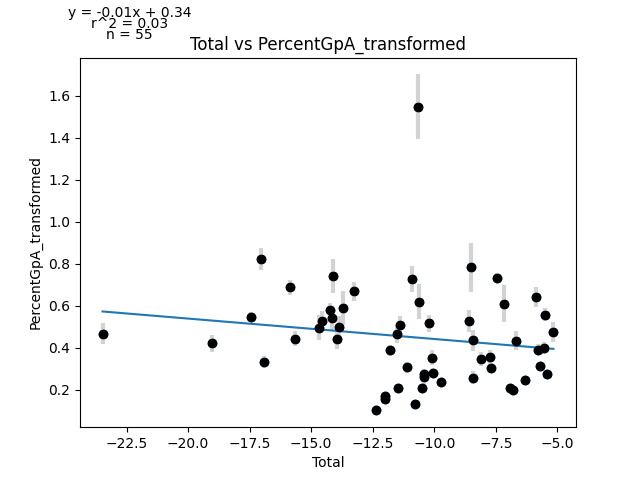 y = -0.01x + 0.34
r^2 = 0.03
n = 55
Total vs PercentGpA_transformed
PercentGpA_transformed
1.6
1.4
1.2
1.0
0.8
0.6
0.4
0.2
−22.5 −20.0 −17.5 −15.0 −12.5 −10.0 −7.5 −5.0
Total